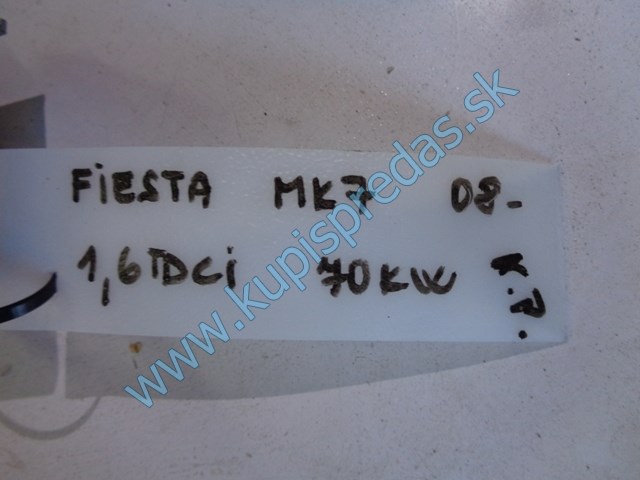 FiESTA MK7 08-
1,6TDCi 70KW
www.kupispredas.sk